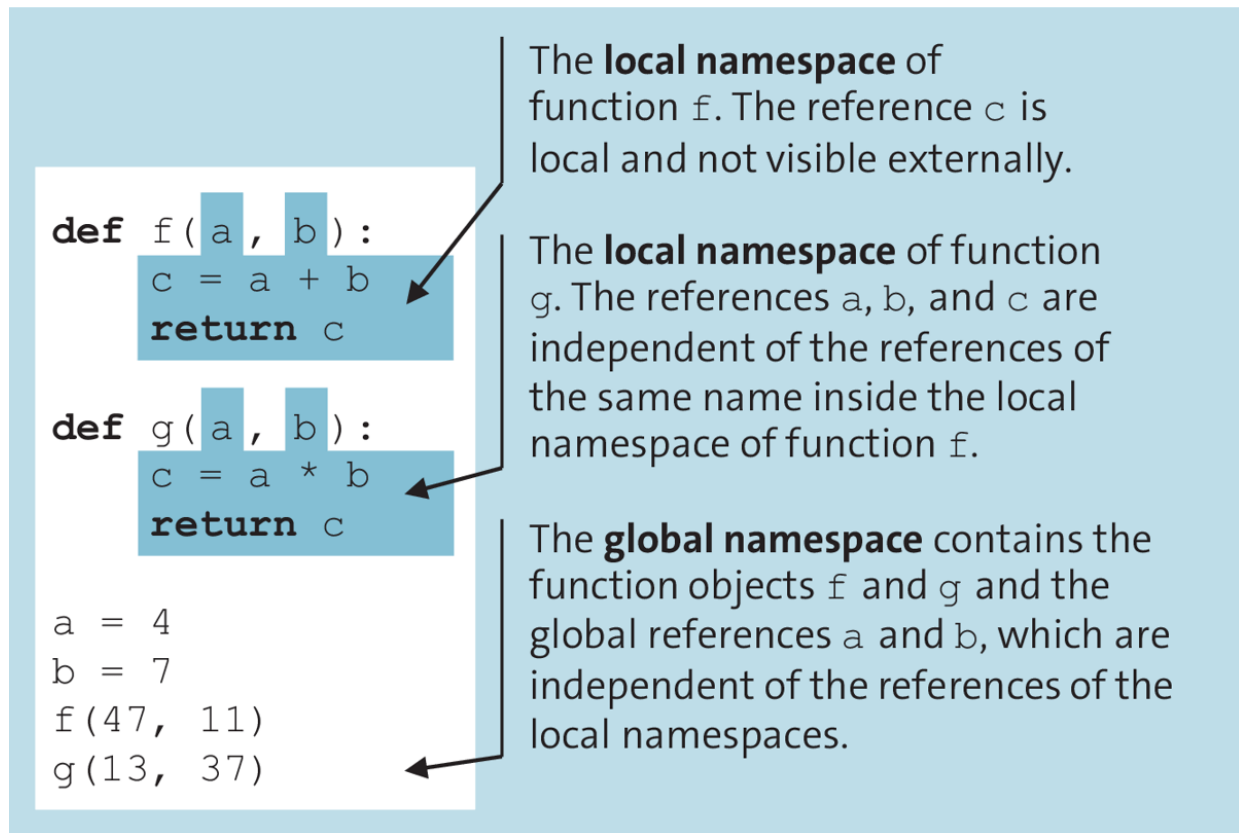 The local namespace of
function f. The reference c is
local and not visible externally.
def f(a, b):
    c = a + b
    return c
The local namespace of function
g. The references a, b, and c are
independent of the references of
the same name inside the local
namespace of function f.
def g(a, b):
    c = a * b
    return c
The global namespace contains the
function objects f and g and the
global references a and b, which are
independent of the references of the
local namespaces.
a = 4
b = 7
f(47, 11)
g(13, 37)